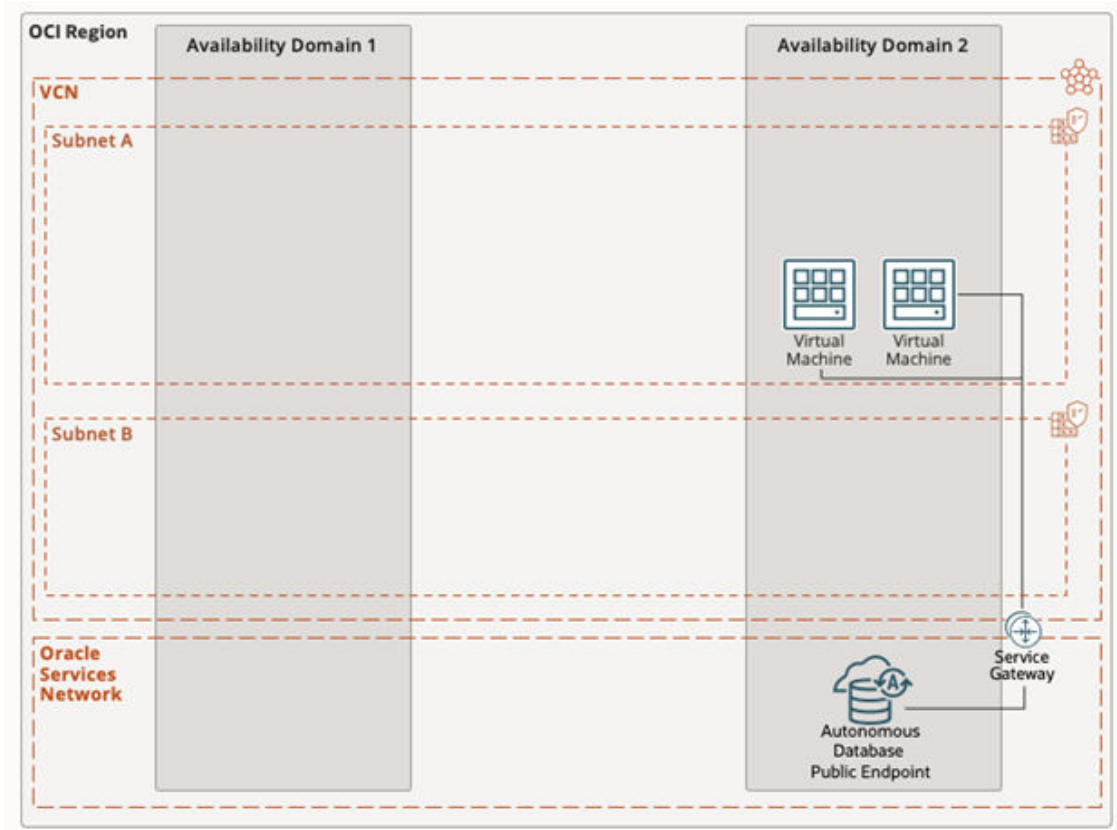 OCI Region
Availability Domain 1
Availability Domain 2
VCN
Subnet A
Virtual
Machine
Virtual
Machine
Subnet B
Oracle
Services
Network
Service
Gateway
A
Autonomous
Database
Public Endpoint